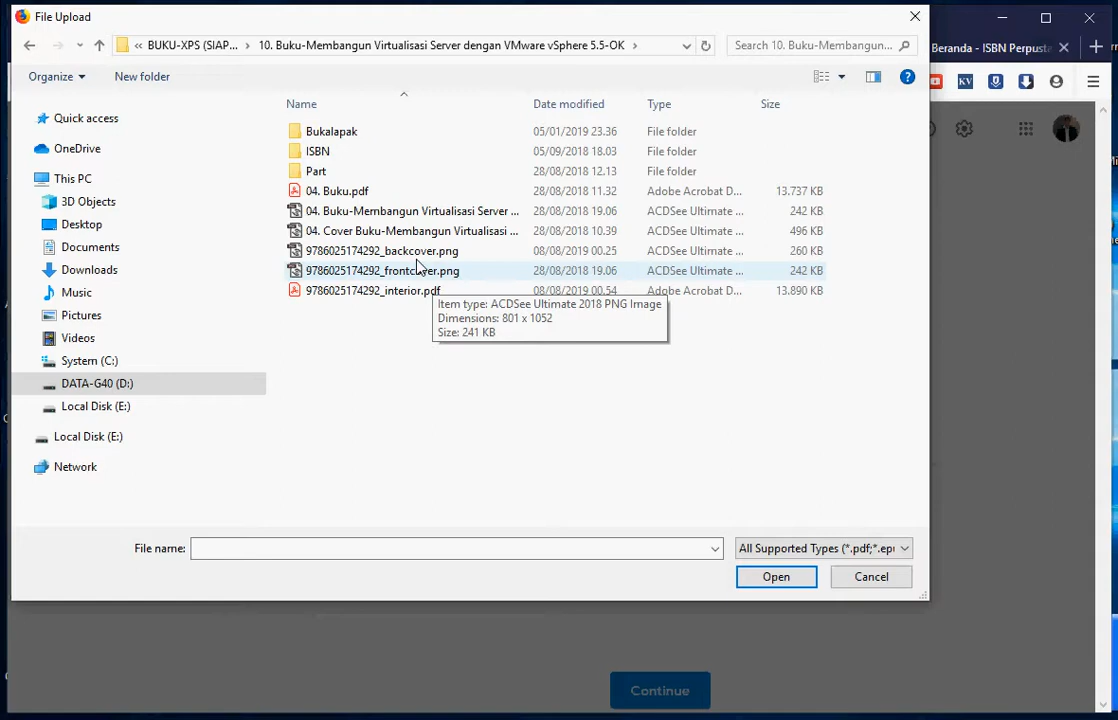 File Upload
BUKU-XPS (SIAP... 10. Buku-Membangun Virtualisasi Server dengan VMware vSphere 5.5-OK
Search 10. Buku-Membangun...
Beranda - ISBN Perpusta
Organize
New folder
KV
Name Date modified Type Size
Quick access
OneDrive
This PC
3D Objects
Desktop
Documents
Downloads
Music
Pictures
Videos
System (C:)
DATA-G40 (D:)
Local Disk (E:)
Local Disk (E:)
Network
Bukalapak 05/01/2019 23.36 File folder
ISBN 05/09/2018 18.03 File folder
Part 28/08/2018 12.13 File folder
04. Buku.pdf 28/08/2018 11.32 Adobe Acrobat D... 13.737 KB
04. Buku-Membangun Virtualisasi Server ... 28/08/2018 19.06 ACDSee Ultimate ... 242 KB
04. Cover Buku-Membangun Virtualisasi ... 28/08/2018 10.39 ACDSee Ultimate ... 496 KB
9786025174292_backcover.png 08/08/2019 00.25 ACDSee Ultimate ... 260 KB
9786025174292_frontcover.png 28/08/2018 19.06 ACDSee Ultimate ... 242 KB
9786025174292_interior.pdf 08/08/2019 00.54 Adobe Acrobat D... 13.890 KB
Item type: ACDSee Ultimate 2018 PNG Image
Dimensions: 801 x 1052
Size: 241 KB
File name:
All Supported Types (*.pdf;*.epu
Open
Cancel
Continue